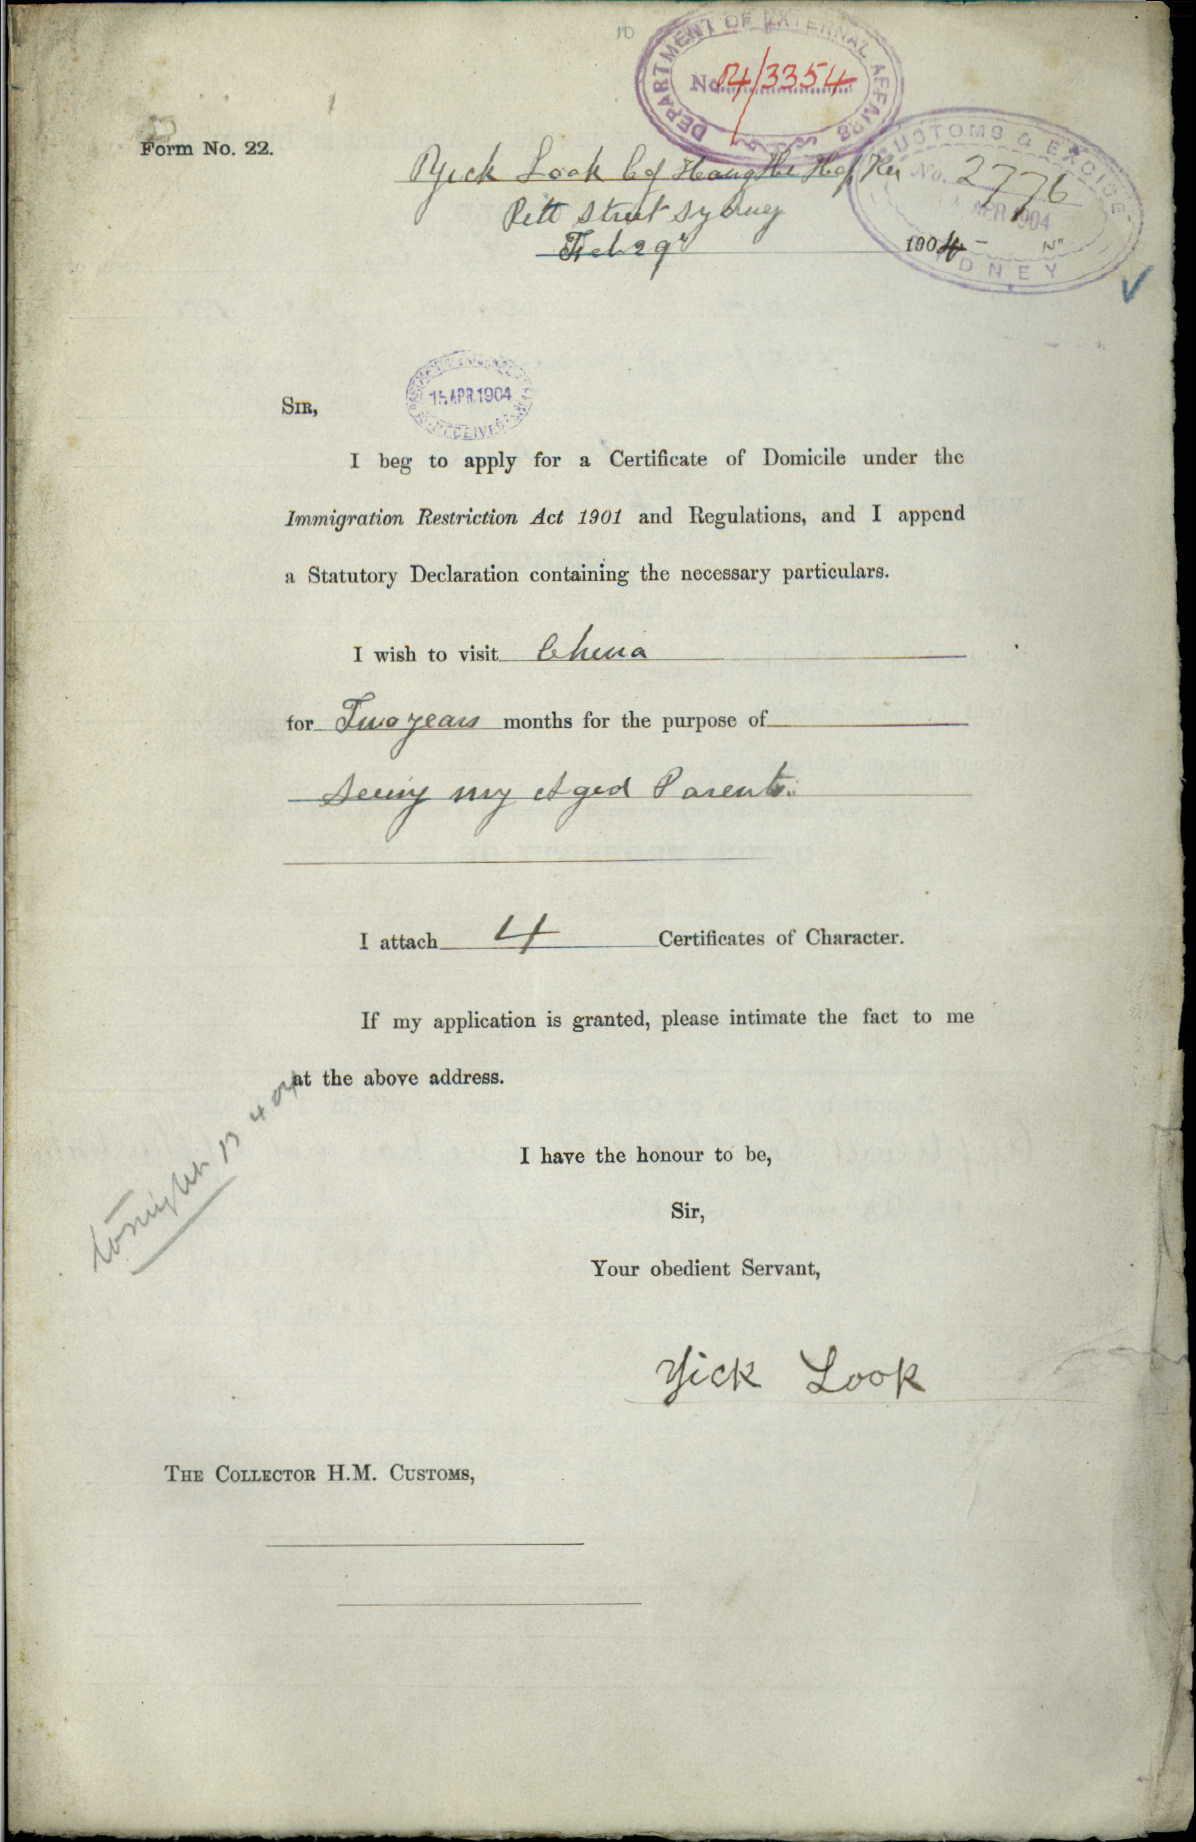 DEPARTMENT OF EXTERNAL AFFAIRS
No. 04/3354
Form No. 22.
CUSTOMS & EXCISE
No. 2776
APR 1904
SYDNEY
Yick Look C/o Hang
Pitt Street Sydney
Feb 29th 1904
SIR,
15 APR. 1904
RECEIVED
I beg to apply for a Certificate of Domicile under the
Immigration Restriction Act 1901 and Regulations, and I append
a Statutory Declaration containing the necessary particulars.
I wish to visit China
for Two years months for the purpose of
Seeing my Aged Parents.
I attach 4 Certificates of Character.
If my application is granted, please intimate the fact to me
at the above address.
I have the honour to be,
Sir,
Your obedient Servant,
Yick Look
THE COLLECTOR H.M. CUSTOMS,